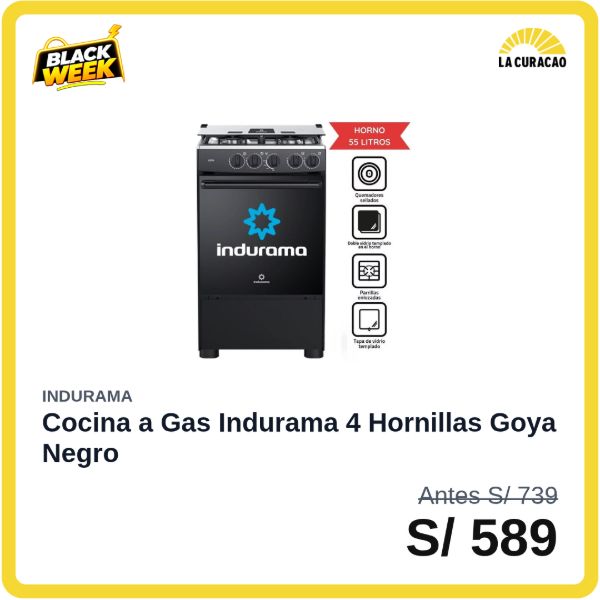 BLACK
WEEK
LA CURACAO
HORNO
55 LITROS
Quemadores
sellados
Doble vidrio templado
en el horno
Parrillas
enlozadas
Tapa de vidrio
templado
indurama
indurama
INDURAMA
Cocina a Gas Indurama 4 Hornillas Goya
Negro
Antes S/ 739
S/ 589